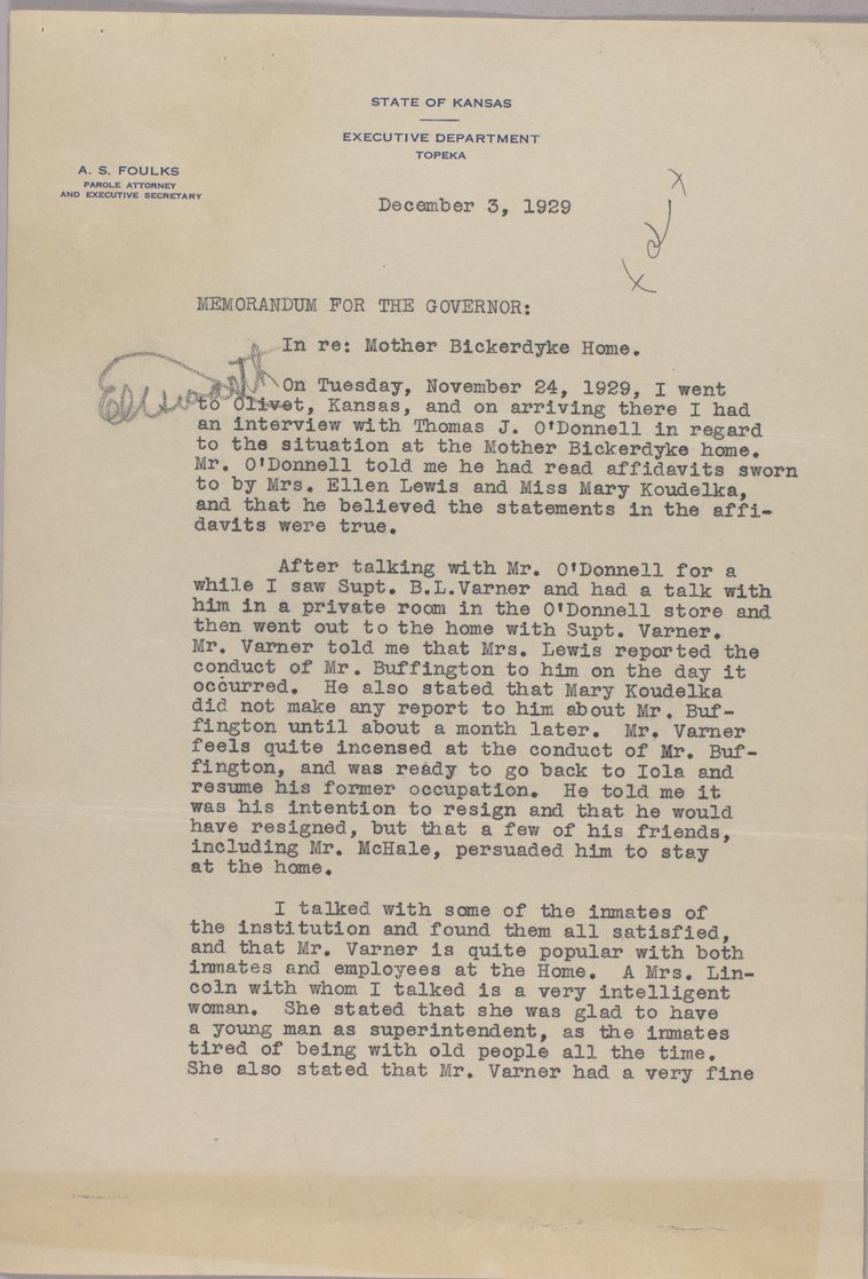 STATE OF KANSAS
EXECUTIVE DEPARTMENT
TOPEKA
A. S. FOULKS
PAROLE ATTORNEY
AND EXECUTIVE SECRETARY
December 3, 1929
MEMORANDUM FOR THE GOVERNOR:
In re: Mother Bickerdyke Home.
Ellsworth
On Tuesday, November 24, 1929, I went
to Olivet, Kansas, and on arriving there I had
an interview with Thomas J. O'Donnell in regard
to the situation at the Mother Bickerdyke home.
Mr. O'Donnell told me he had read affidavits sworn
to by Mrs. Ellen Lewis and Miss Mary Koudelka,
and that he believed the statements in the affi-
davits were true.
After talking with Mr. O'Donnell for a
while I saw Supt. B.L.Varner and had a talk with
him in a private room in the O'Donnell store and
then went out to the home with Supt. Varner.
Mr. Varner told me that Mrs. Lewis reported the
conduct of Mr. Buffington to him on the day it
occurred. He also stated that Mary Koudelka
did not make any report to him about Mr. Buf-
fington until about a month later. Mr. Varner
feels quite incensed at the conduct of Mr. Buf-
fington, and was ready to go back to Iola and
resume his former occupation. He told me it
was his intention to resign and that he would
have resigned, but that a few of his friends,
including Mr. McHale, persuaded him to stay
at the home.
I talked with some of the inmates of
the institution and found them all satisfied,
and that Mr. Varner is quite popular with both
inmates and employees at the Home. A Mrs. Lin-
coln with whom I talked is a very intelligent
woman. She stated that she was glad to have
a young man as superintendent, as the inmates
tired of being with old people all the time.
She also stated that Mr. Varner had a very fine